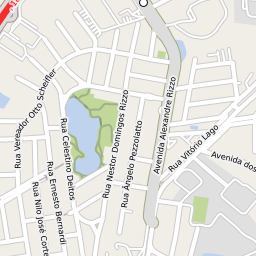 Rua Vereador Otto Scheifler
Rua Celestino Deitos
Rua Ernesto Bernardi
Rua Nilo José Corte
Rua Nestor Domingos Rizzo
Rua Ângelo Pezzolatto
Avenida Alexandre Rizzo
Rua Vitório Lago
Avenida dos